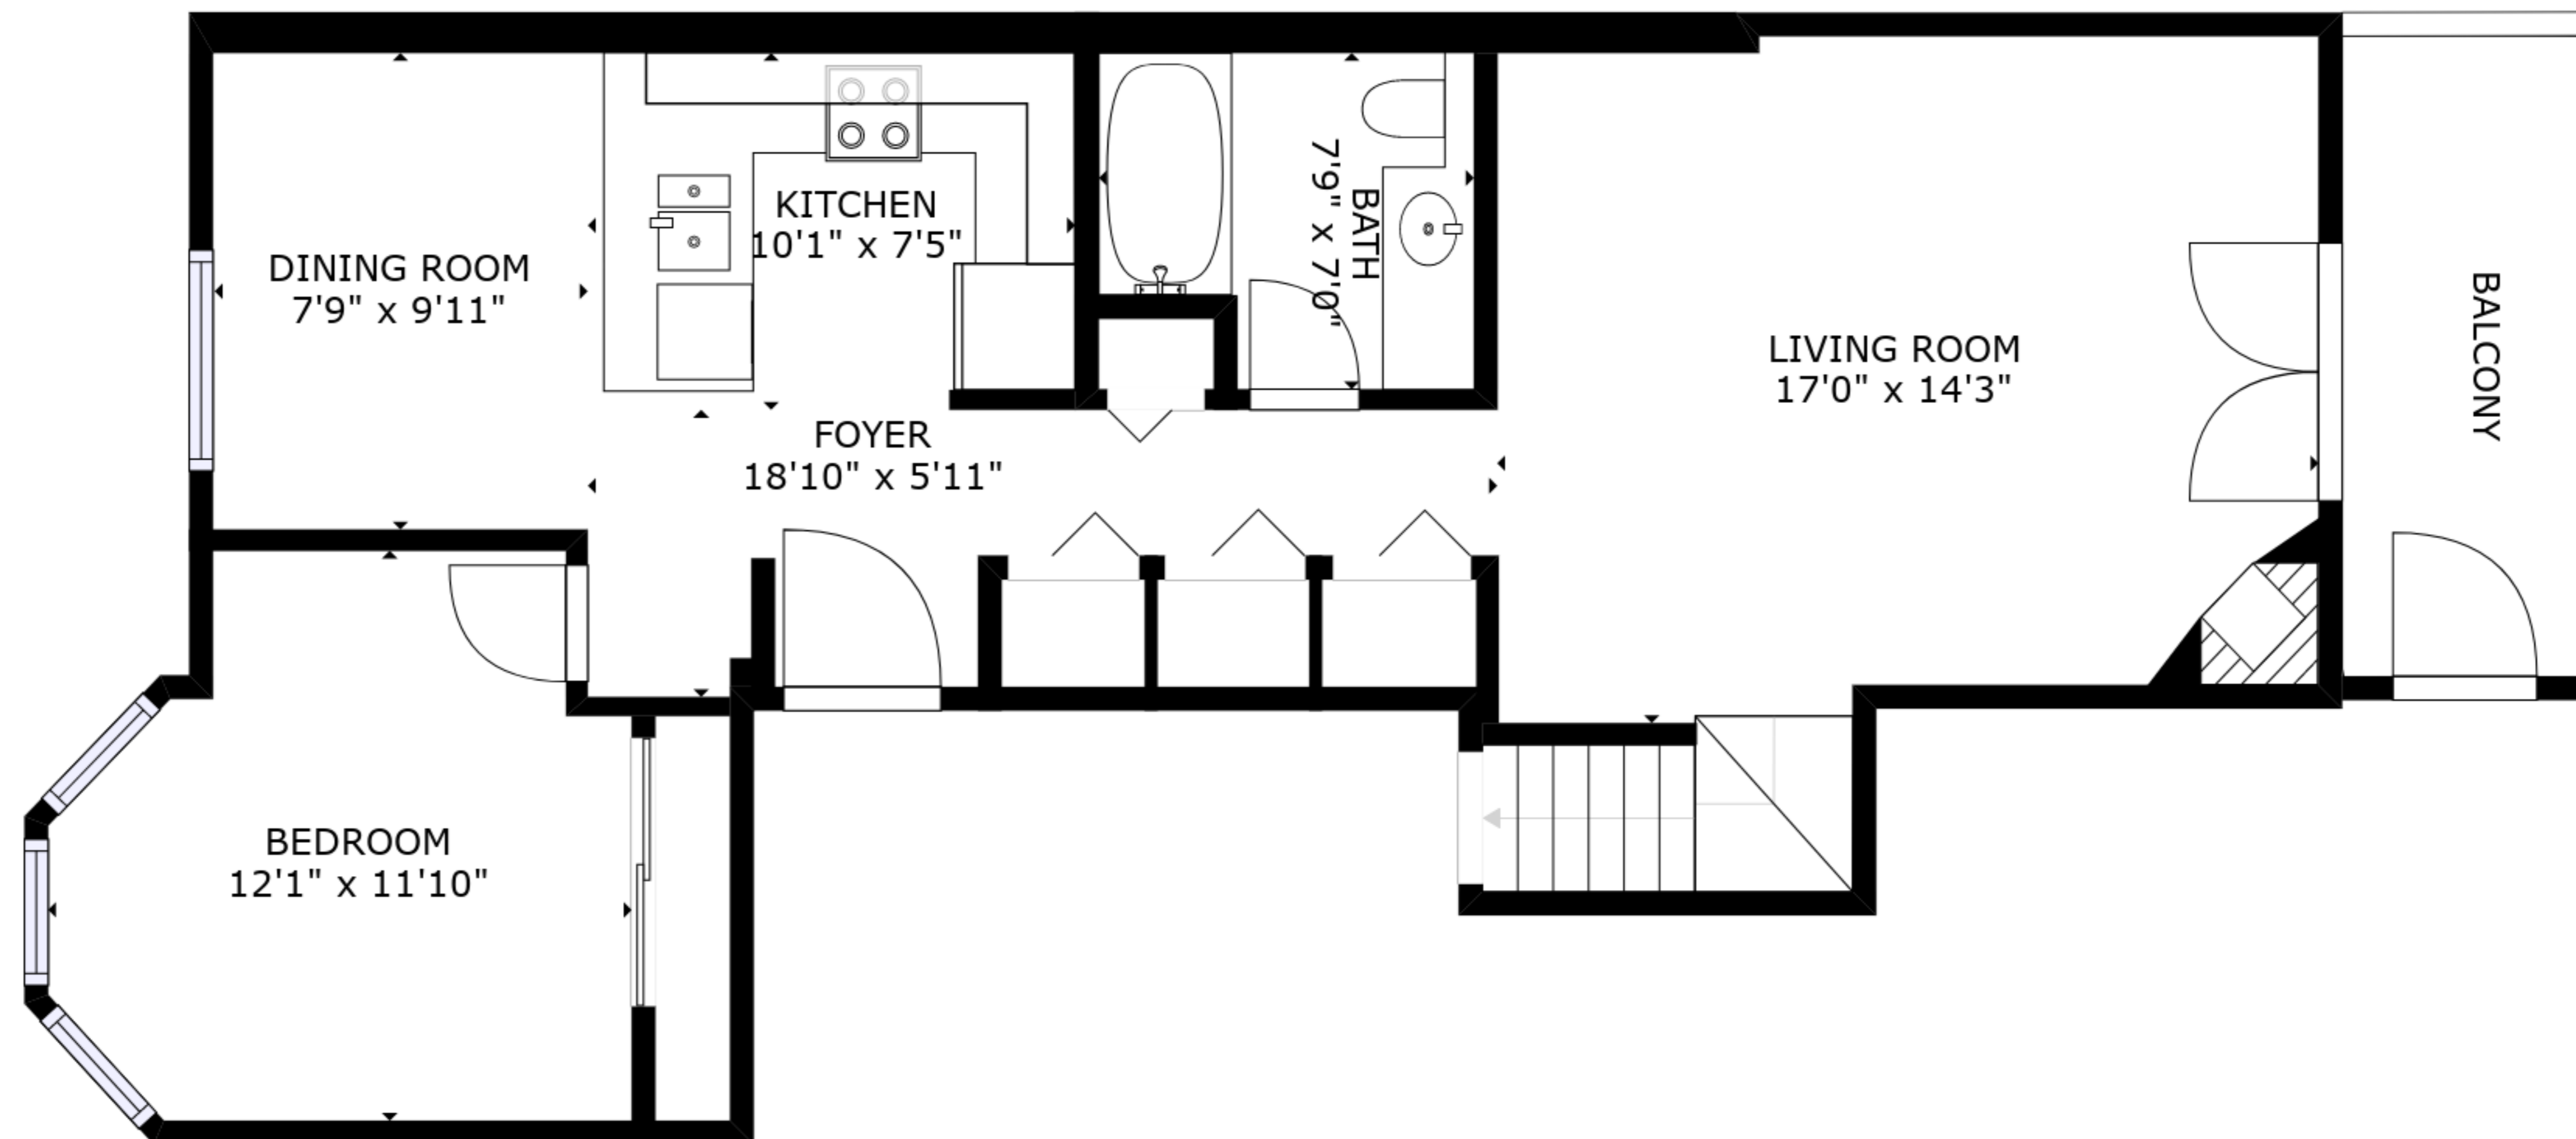 DINING ROOM
7'9" x 9'11"
KITCHEN
10'1" x 7'5"
BATH
7'9" x 7'0"
FOYER
18'10" x 5'11"
LIVING ROOM
17'0" x 14'3"
BALCONY
BEDROOM
12'1" x 11'10"